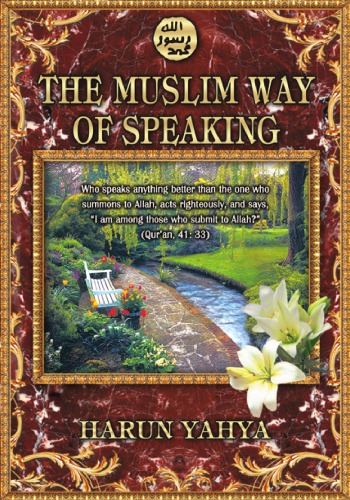 الله
رسول
محمد
THE MUSLIM WAY
OF SPEAKING
Who speaks anything better than the one who
summons to Allah, acts righteously, and says,
"I am among those who submit to Allah?"
(Qur'an, 41: 33)
HARUN YAHYA